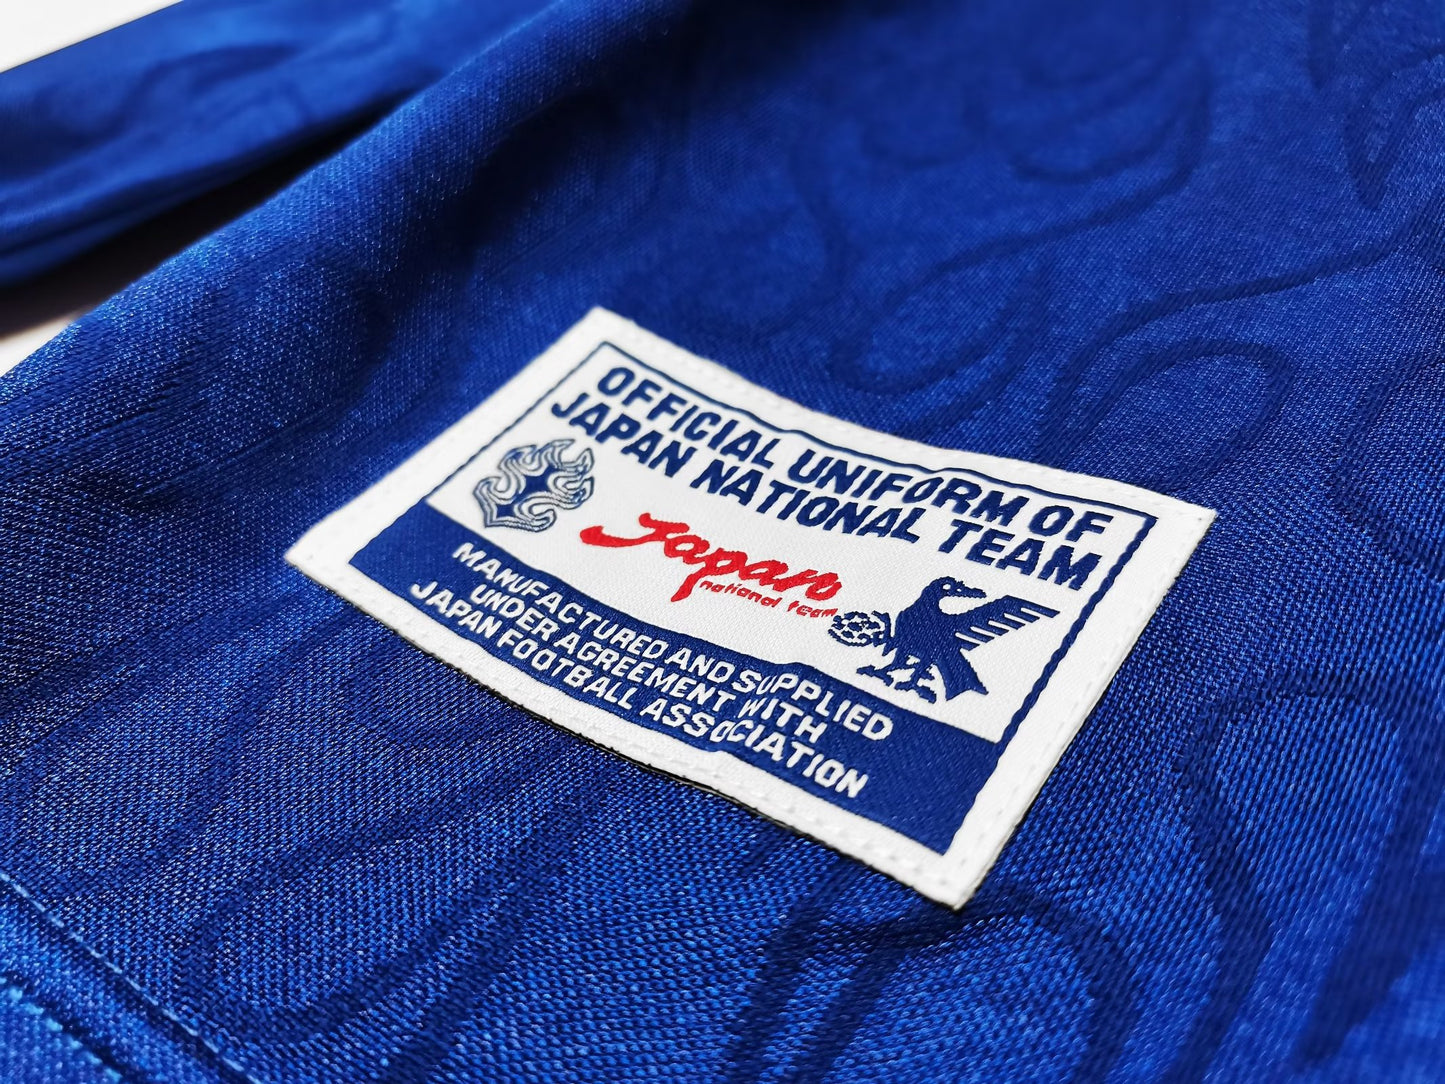 OFFICIAL UNIFORM OF
JAPAN NATIONAL TEAM
Japan
national team
MANUFACTURED AND SUPPLIED
UNDER AGREEMENT WITH
JAPAN FOOTBALL ASSOCIATION